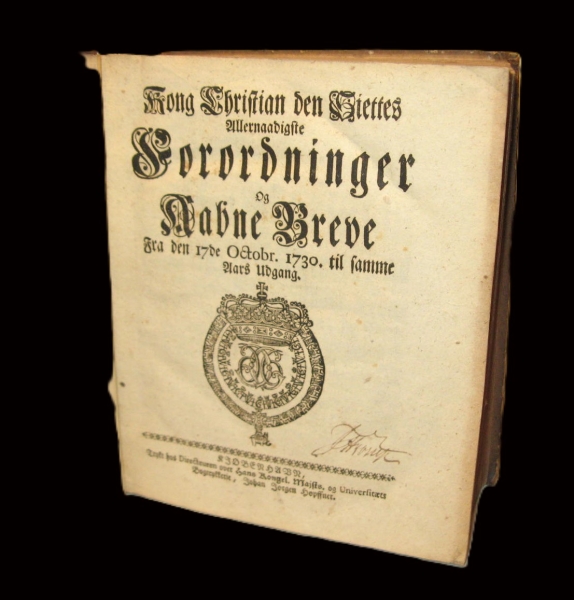 Kong Christian den Siettes
Allernaadigste
Forordninger
Og
Aabne Breve
Fra den 17de Octobr. 1730. til samme
Aars Udgang.
KJØBENHAVN,
Trykt hos Directeuren over Hans Kongel. Majsts. og Universitets
Bogtrykkerie, Johan Jørgen Høpffner.